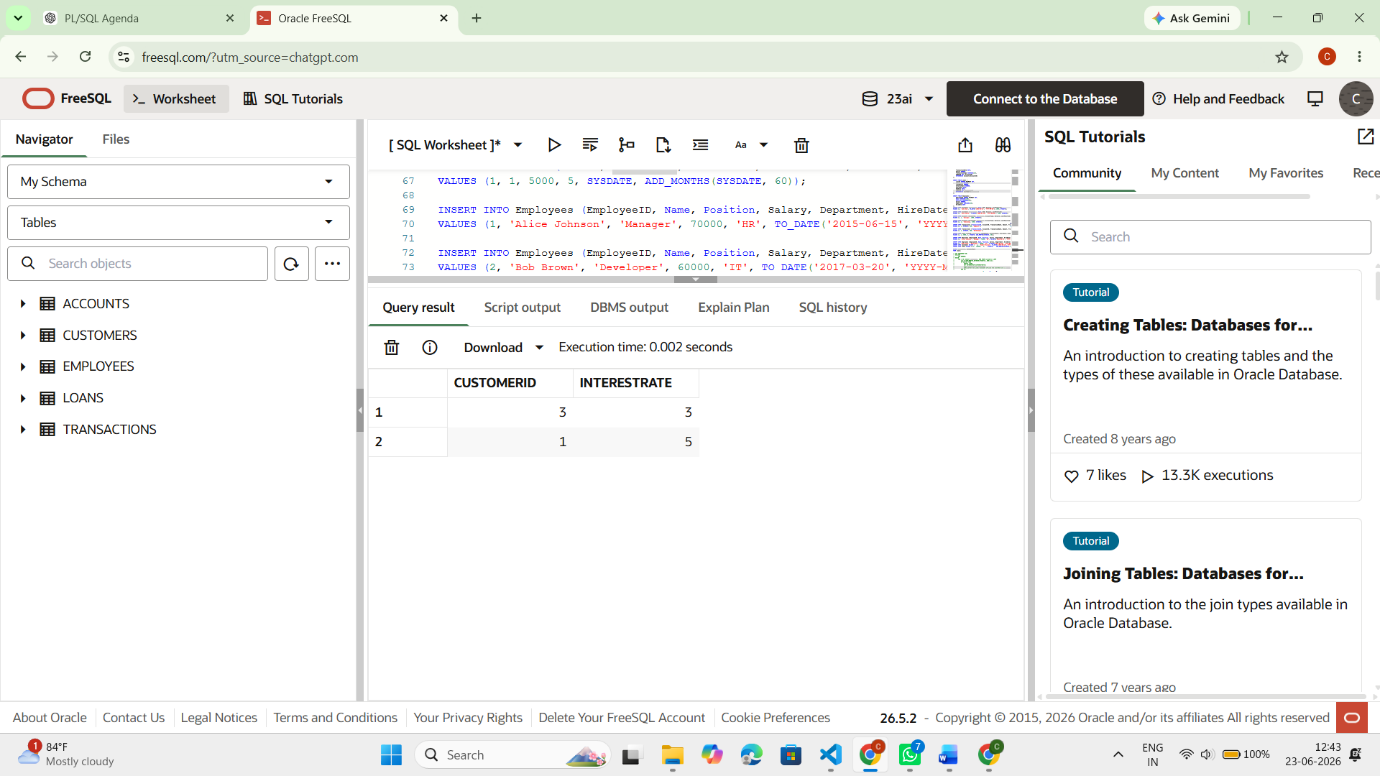 PL/SQL Agenda
Oracle FreeSQL
Ask Gemini
freesql.com/?utm_source=chatgpt.com
C
FreeSQL
>_ Worksheet
SQL Tutorials
23ai
Connect to the Database
Help and Feedback
C
Navigator
Files
My Schema
Tables
Search objects
ACCOUNTS
CUSTOMERS
EMPLOYEES
LOANS
TRANSACTIONS
[ SQL Worksheet ]*
Aa
67 VALUES (1, 1, 5000, 5, SYSDATE, ADD_MONTHS(SYSDATE, 60));
68
69 INSERT INTO Employees (EmployeeID, Name, Position, Salary, Department, HireDate
70 VALUES (1, 'Alice Johnson', 'Manager', 70000, 'HR', TO_DATE('2015-06-15', 'YYYY
71
72 INSERT INTO Employees (EmployeeID, Name, Position, Salary, Department, HireDate
73 VALUES (2, 'Bob Brown', 'Developer', 60000, 'IT', TO_DATE('2017-03-20', 'YYYY-M
Query result
Script output
DBMS output
Explain Plan
SQL history
Download
Execution time: 0.002 seconds
CUSTOMERID INTERESTRATE
1 3 3
2 1 5
SQL Tutorials
Community
My Content
My Favorites
Rece
Search
Tutorial
Creating Tables: Databases for...
An introduction to creating tables and the
types of these available in Oracle Database.
Created 8 years ago
7 likes
13.3K executions
Tutorial
Joining Tables: Databases for...
An introduction to the join types available in
Oracle Database.
Created 7 years ago
About Oracle
Contact Us
Legal Notices
Terms and Conditions
Your Privacy Rights
Delete Your FreeSQL Account
Cookie Preferences
26.5.2 - Copyright © 2015, 2026 Oracle and/or its affiliates All rights reserved
1
84°F
Mostly cloudy
Search
C
7
C
ENG
IN
100%
12:43
23-06-2026